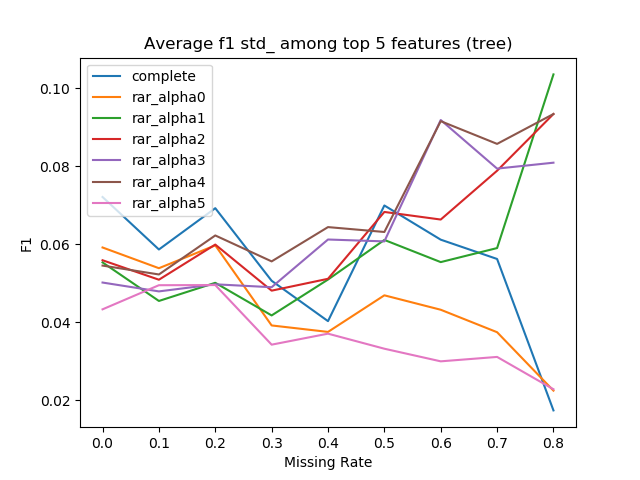 Average f1 std_ among top 5 features (tree)
complete
rar_alpha0
rar_alpha1
rar_alpha2
rar_alpha3
rar_alpha4
rar_alpha5
F1
0.10
0.08
0.06
0.04
0.02
0.0 0.1 0.2 0.3 0.4 0.5 0.6 0.7 0.8
Missing Rate